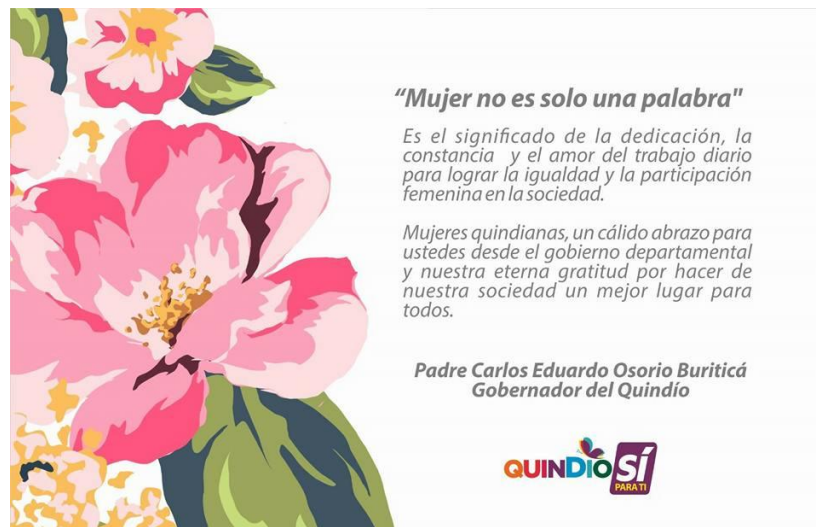 “Mujer no es solo una palabra"
Es el significado de la dedicación, la
constancia y el amor del trabajo diario
para lograr la igualdad y la participación
femenina en la sociedad.
Mujeres quindianas, un cálido abrazo para
ustedes desde el gobierno departamental
y nuestra eterna gratitud por hacer de
nuestra sociedad un mejor lugar para
todos.
Padre Carlos Eduardo Osorio Buriticá
Gobernador del Quindío
QUINDIO SÍ
PARA TI